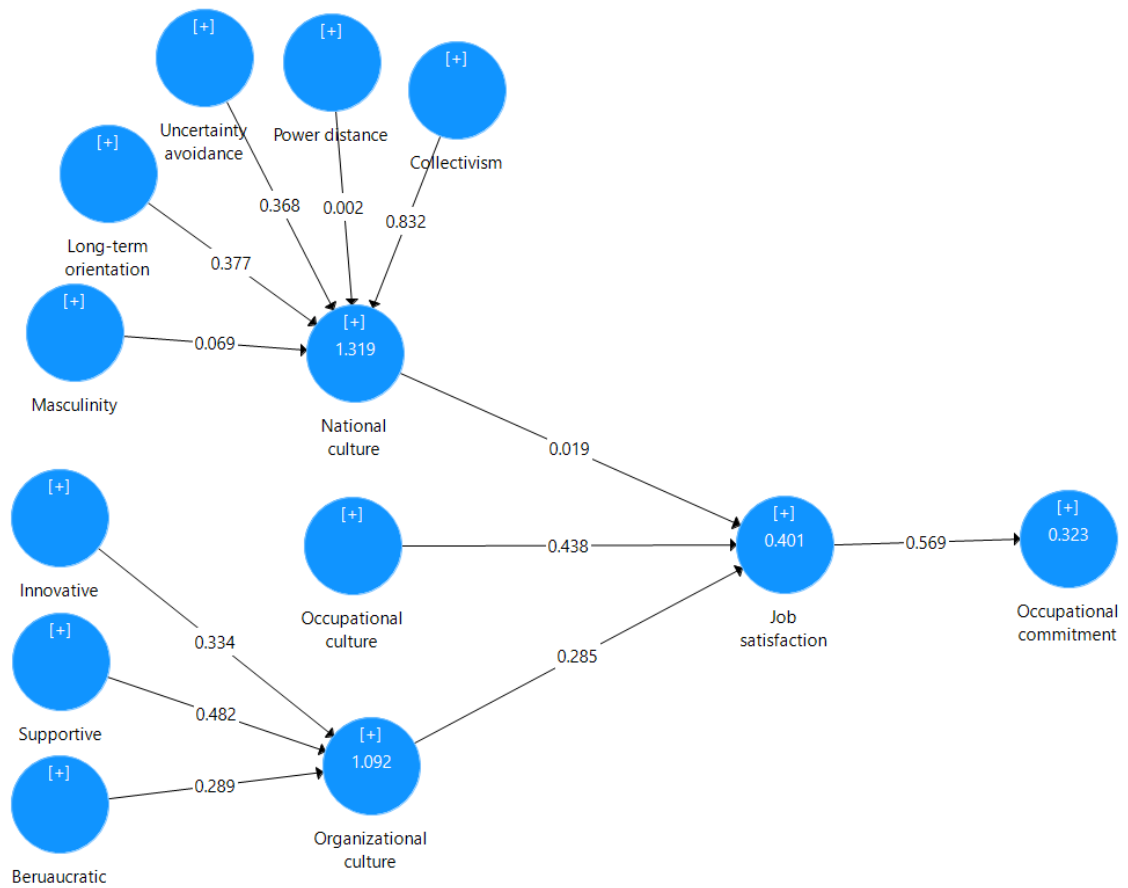 [+]
[+]
[+]
Uncertainty
avoidance
Power distance
Collectivism
[+]
Long-term
orientation
0.368
0.002
0.832
0.377
[+]
Masculinity
0.069
[+]
1.319
National
culture
0.019
[+]
Innovative
[+]
Occupational
culture
0.438
[+]
0.401
Job
satisfaction
0.569
[+]
0.323
Occupational
commitment
[+]
Supportive
0.334
0.482
0.285
[+]
Beruaucratic
0.289
[+]
1.092
Organizational
culture